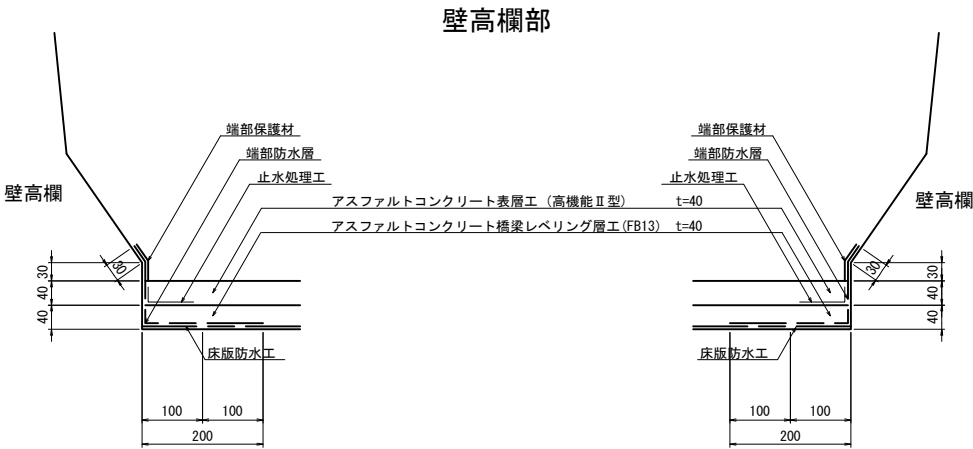 壁高欄部
端部保護材
端部保護材
端部防水層
端部防水層
止水処理工
止水処理工
壁高欄
壁高欄
アスファルトコンクリート表層工（高機能Ⅱ型） t=40
アスファルトコンクリート橋梁レベリング層工(FB13) t=40
30
30
30
30
40
40
40
40
床版防水工
床版防水工
100
100
100
100
200
200